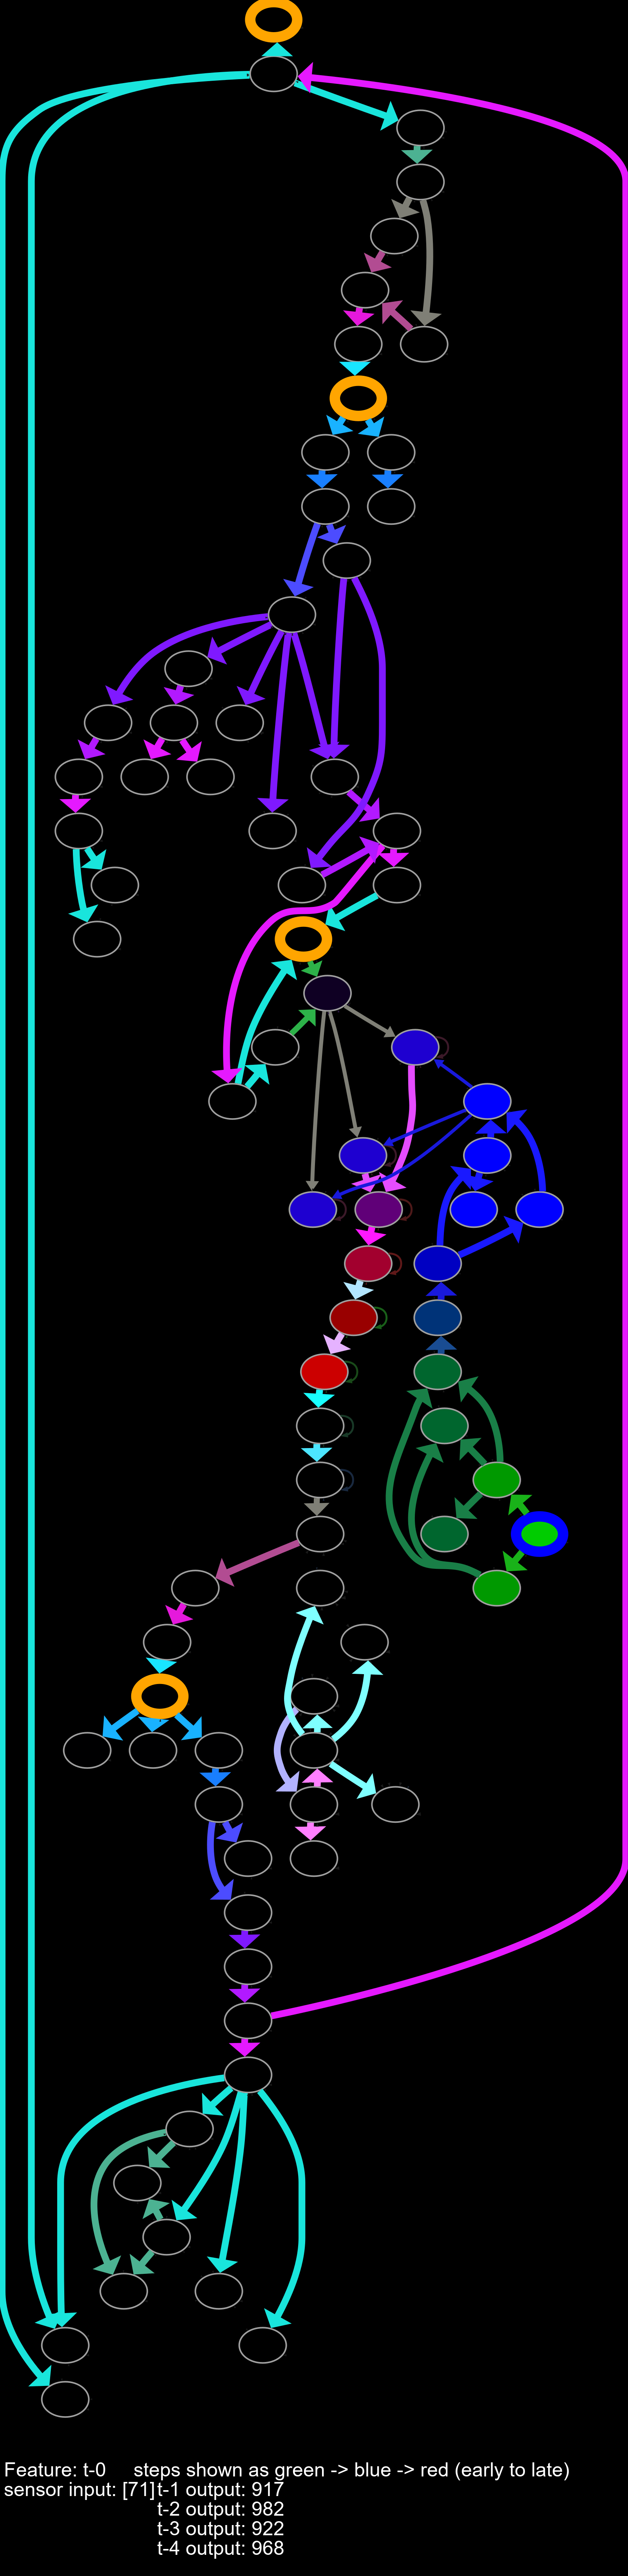 Feature: t-0 steps shown as green -> blue -> red (early to late)
sensor input: [71] t-1 output: 917
t-2 output: 982
t-3 output: 922
t-4 output: 968